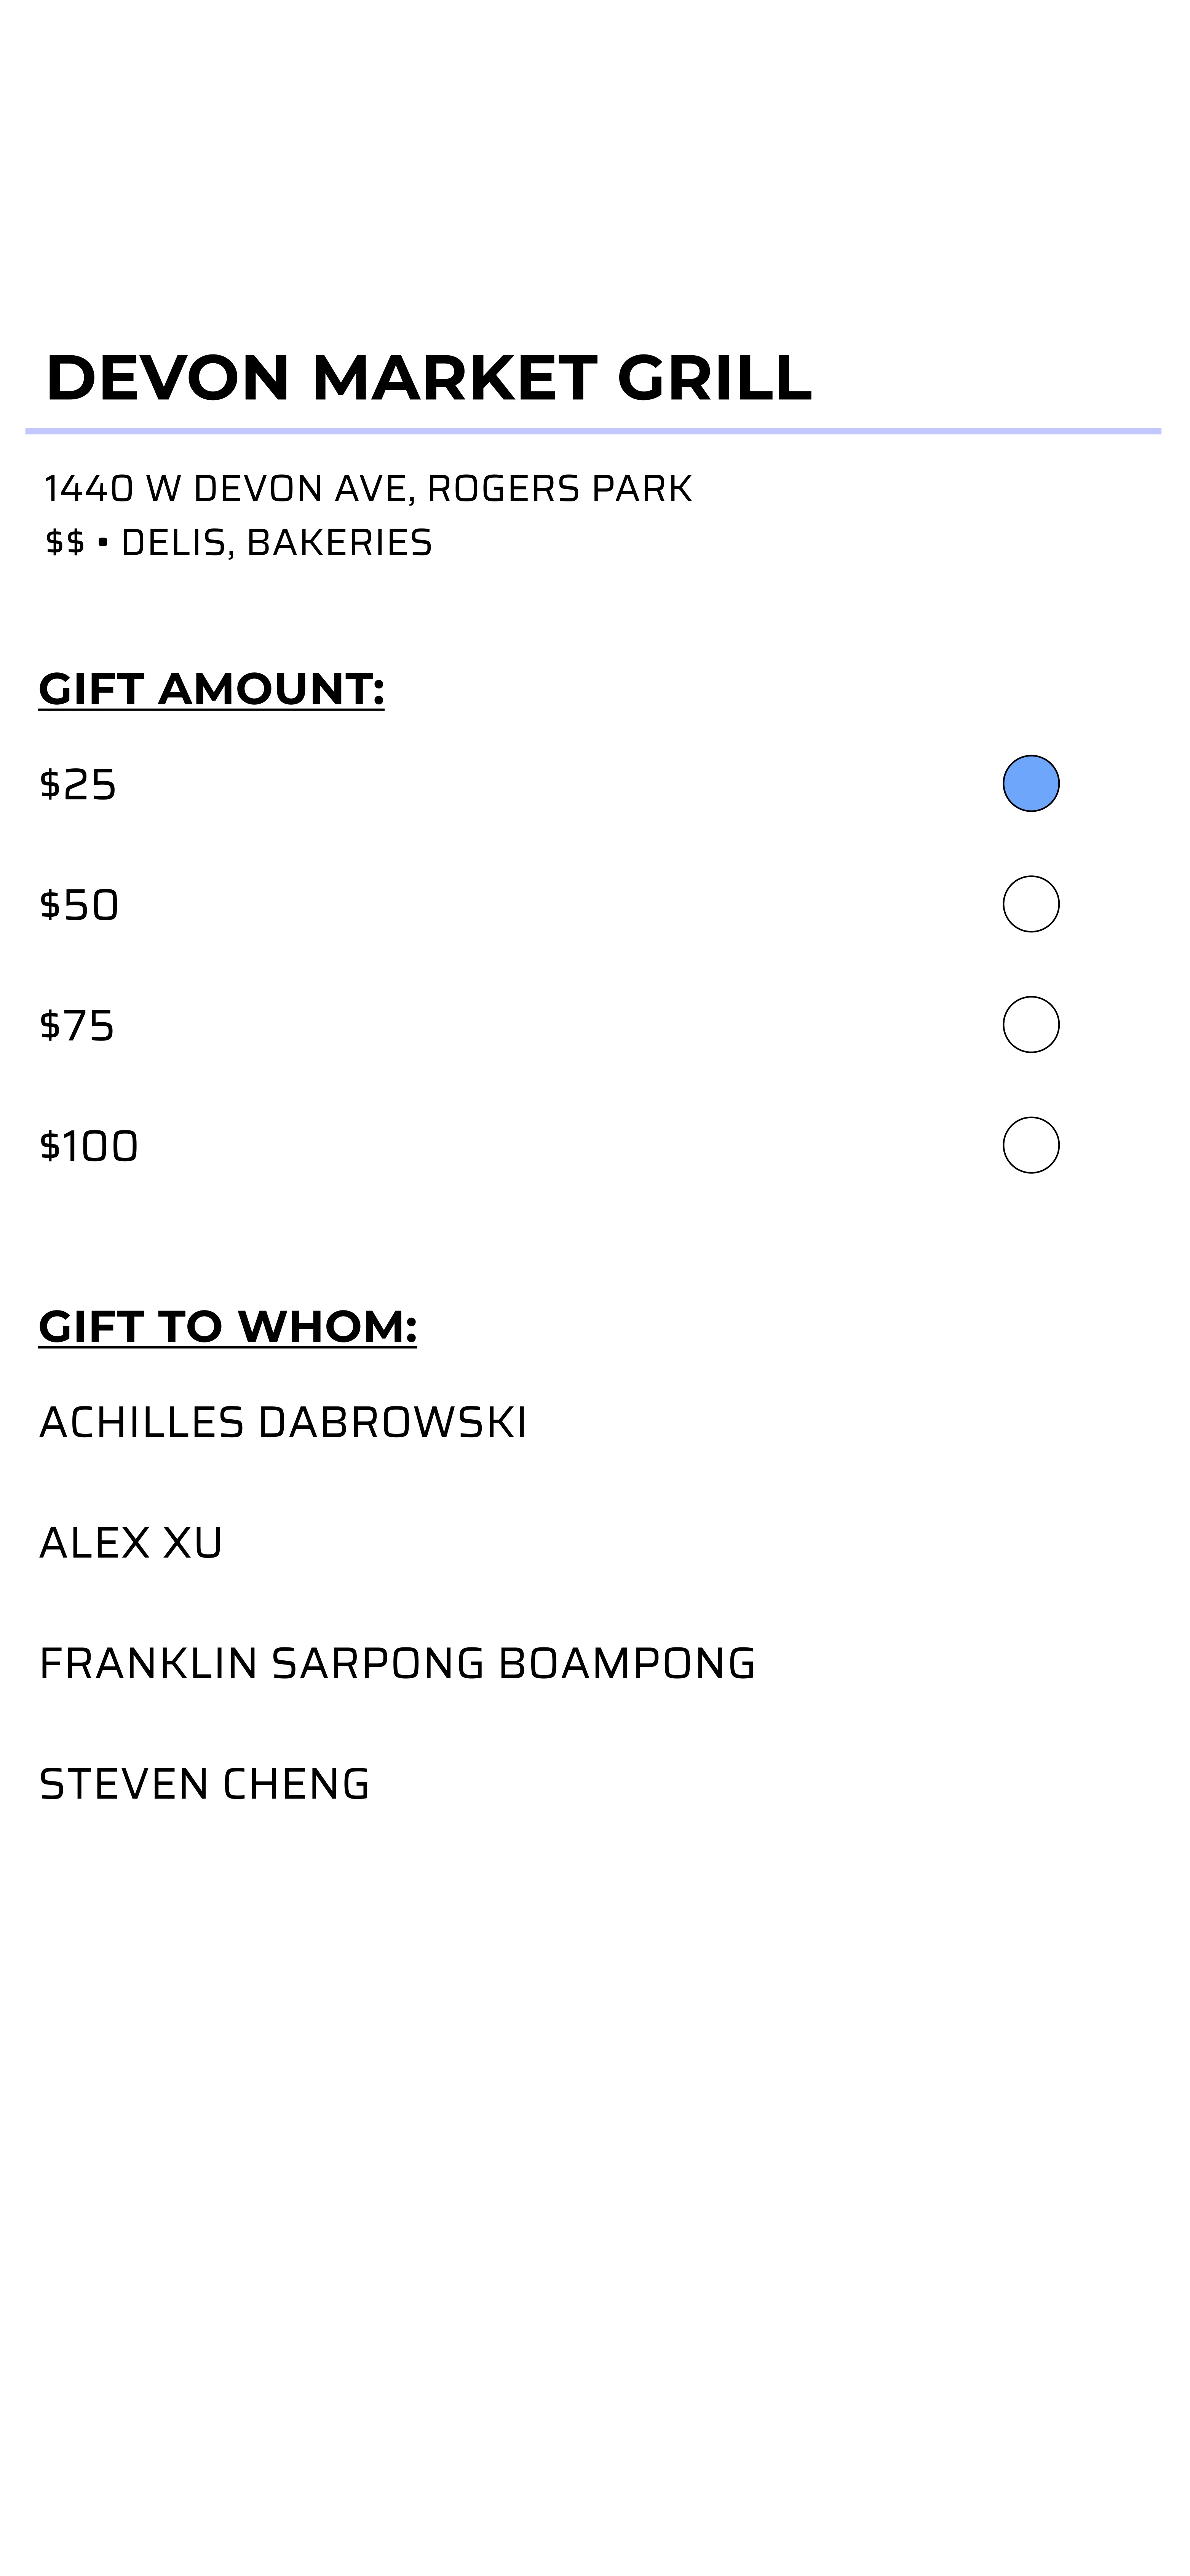 DEVON MARKET GRILL
1440 W DEVON AVE, ROGERS PARK
$$ • DELIS, BAKERIES
GIFT AMOUNT:
$25
$50
$75
$100
GIFT TO WHOM:
ACHILLES DABROWSKI
ALEX XU
FRANKLIN SARPONG BOAMPONG
STEVEN CHENG